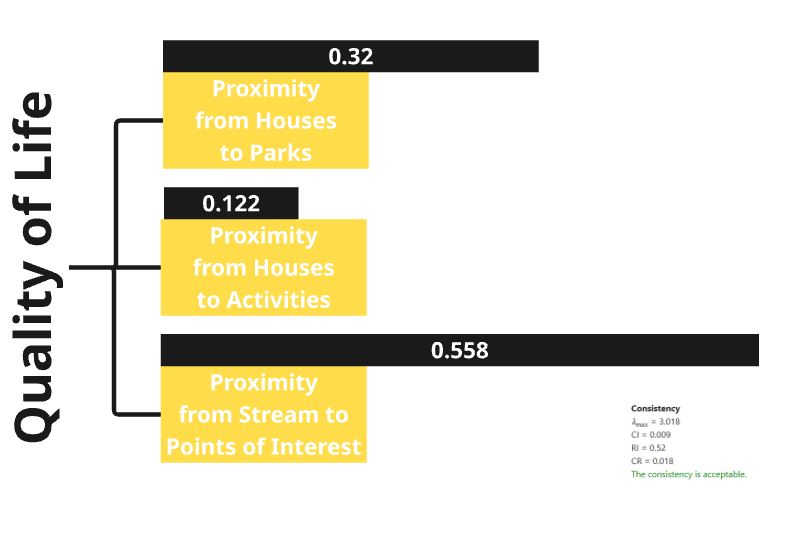 Quality of Life
0.32
Proximity
from Houses
to Parks
0.122
Proximity
from Houses
to Activities
0.558
Proximity
from Stream to
Points of Interest
Consistency
λmax = 3.018
CI = 0.009
RI = 0.52
CR = 0.018
The consistency is acceptable.